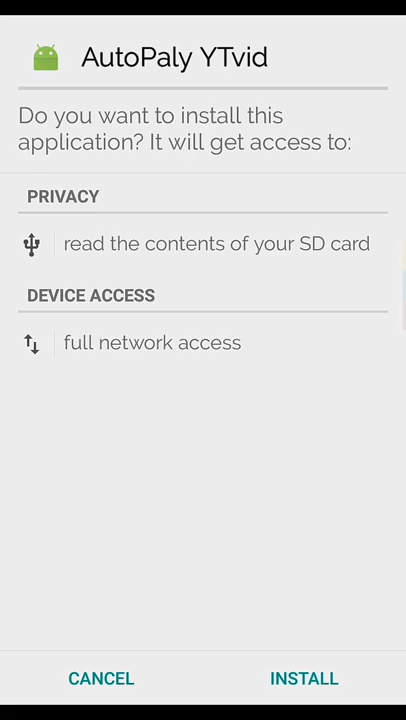 AutoPaly YTvid
Do you want to install this
application? It will get access to:
PRIVACY
read the contents of your SD card
DEVICE ACCESS
full network access
CANCEL
INSTALL